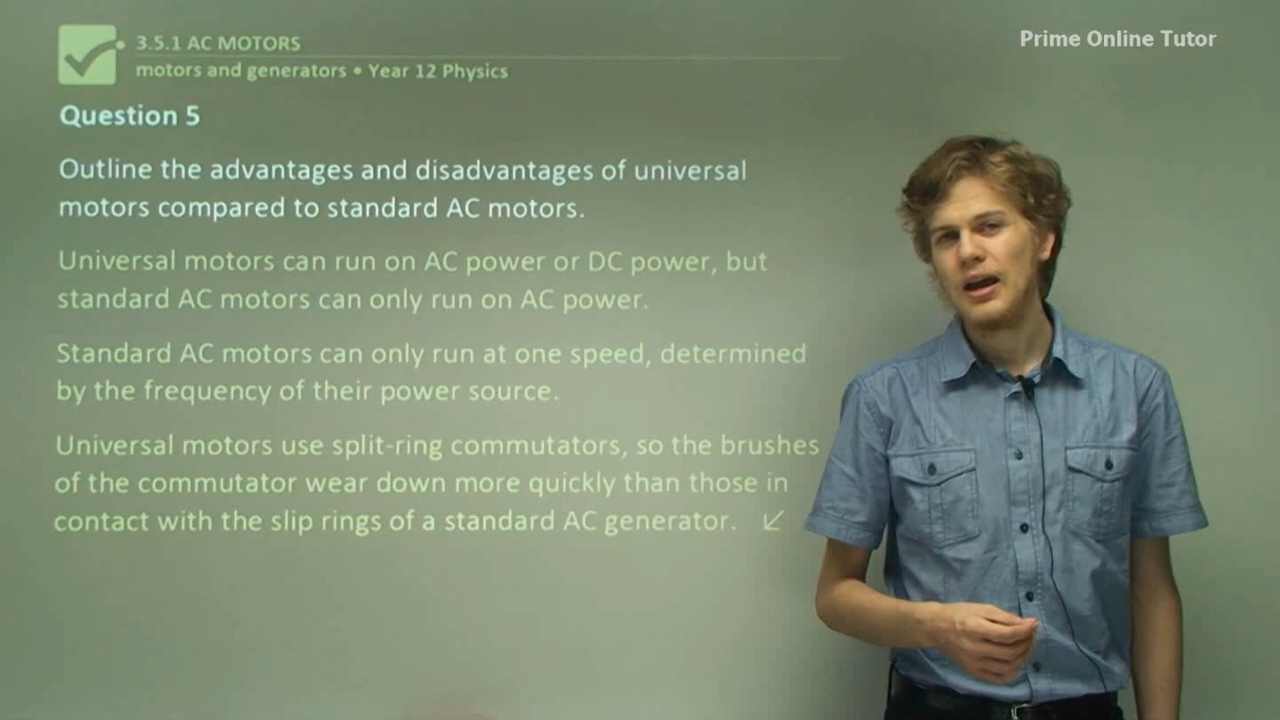 3.5.1 AC MOTORS
motors and generators • Year 12 Physics
Prime Online Tutor
Question 5
Outline the advantages and disadvantages of universal
motors compared to standard AC motors.
Universal motors can run on AC power or DC power, but
standard AC motors can only run on AC power.
Standard AC motors can only run at one speed, determined
by the frequency of their power source.
Universal motors use split-ring commutators, so the brushes
of the commutator wear down more quickly than those in
contact with the slip rings of a standard AC generator.